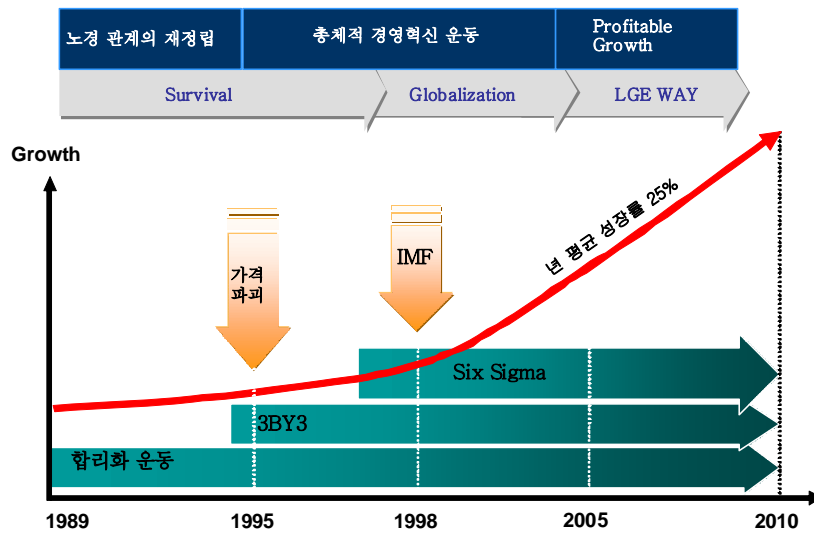 노경 관계의 재정립
총체적 경영혁신 운동
Profitable
Growth
Survival
Globalization
LGE WAY
Growth
년 평균 성장률 25%
가격
파괴
IMF
Six Sigma
3BY3
합리화 운동
1989
1995
1998
2005
2010